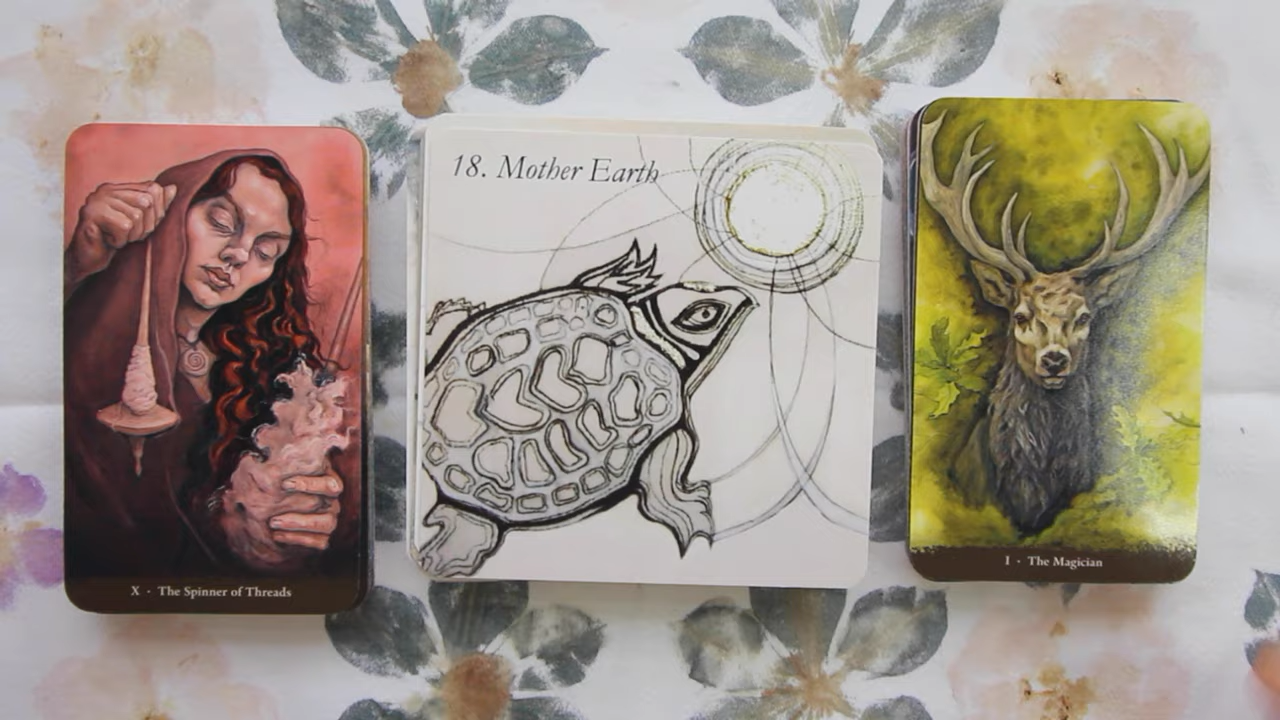 18. Mother Earth
X · The Spinner of Threads
I · The Magician